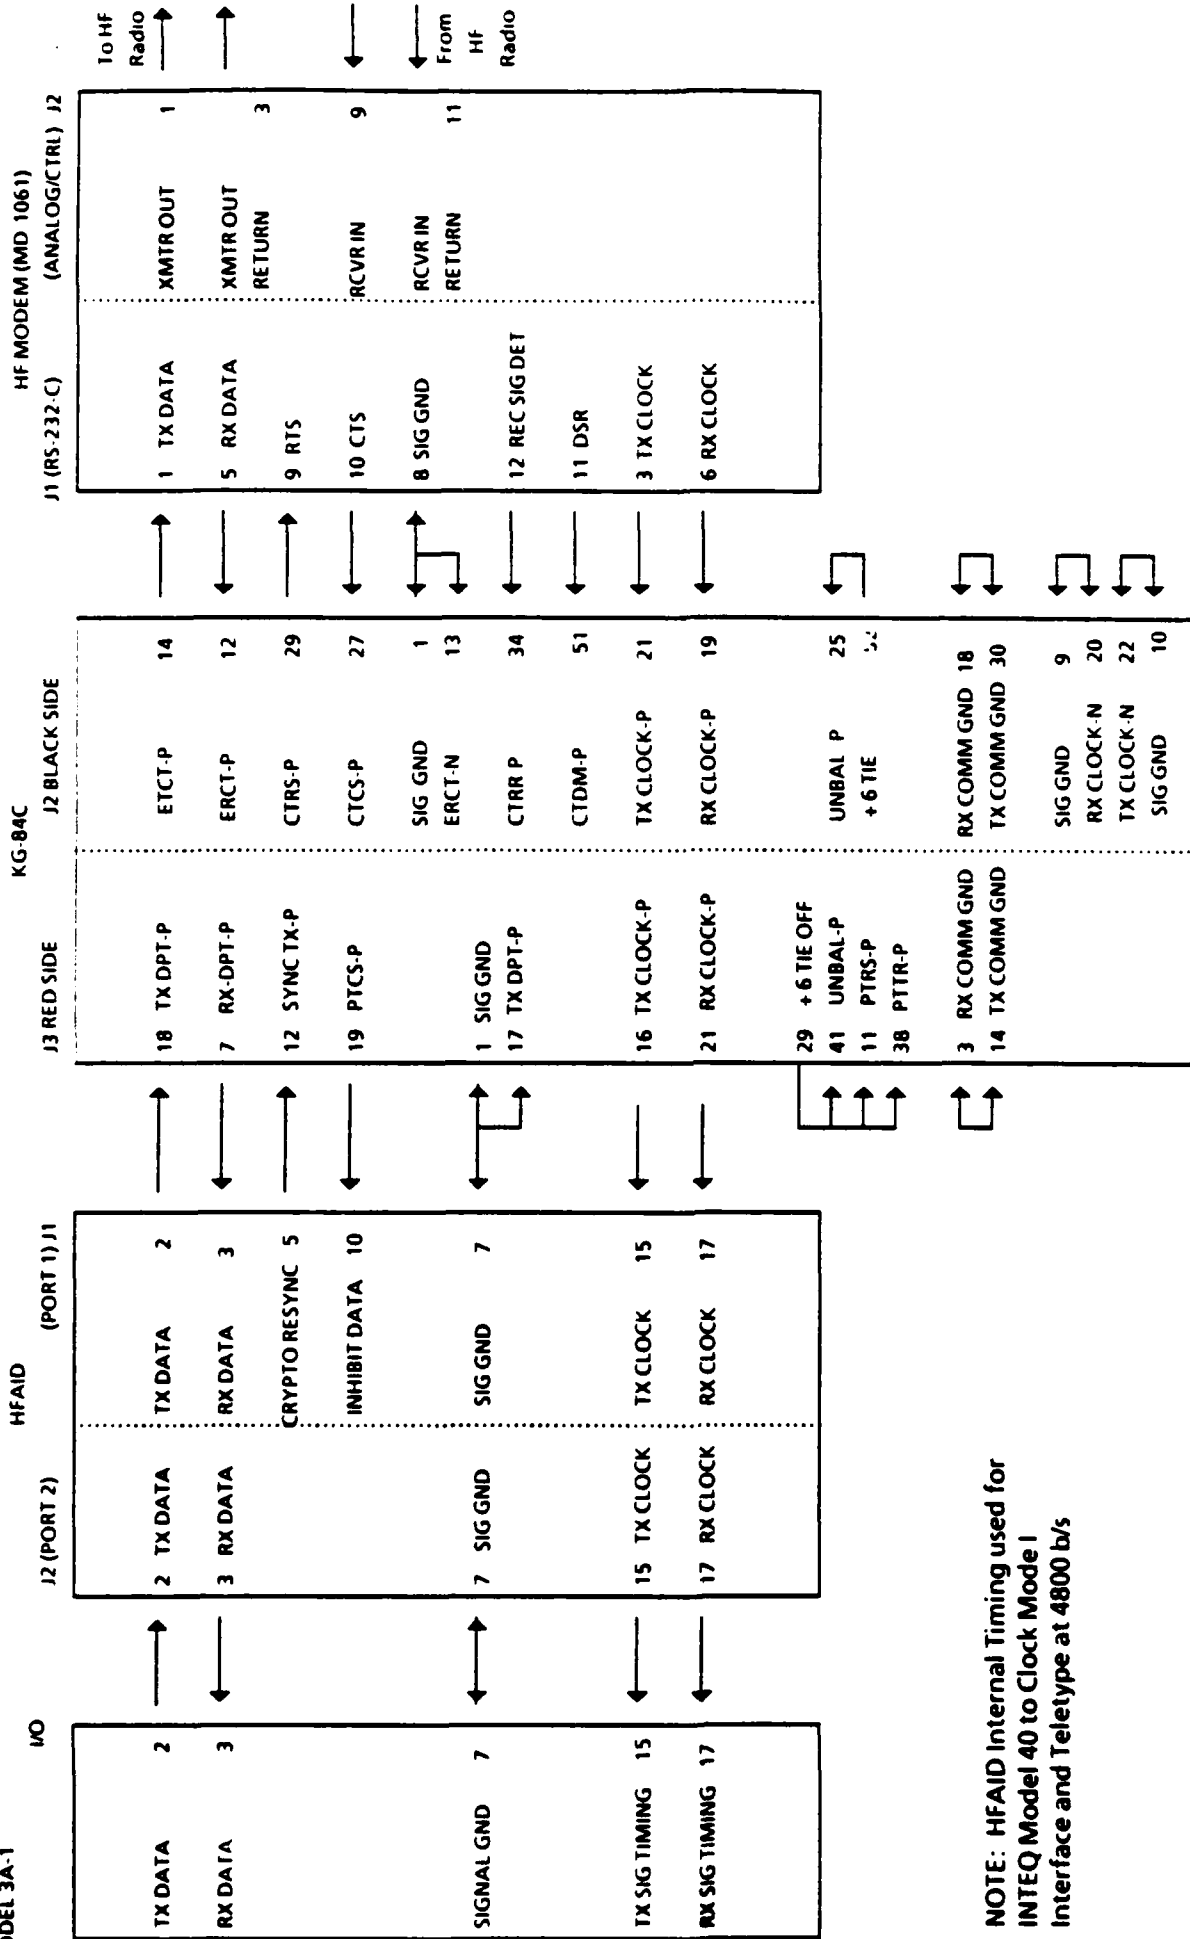 ODEL 3A-1
I/O
TX DATA 2
RX DATA 3
SIGNAL GND 7
TX SIG TIMING 15
RX SIG TIMING 17
HFAID
J2 (PORT 2) (PORT 1) J1
2 TX DATA TX DATA 2
3 RX DATA RX DATA 3
CRYPTO RESYNC 5
INHIBIT DATA 10
7 SIG GND SIG GND 7
15 TX CLOCK TX CLOCK 15
17 RX CLOCK RX CLOCK 17
KG-84C
J3 RED SIDE J2 BLACK SIDE
18 TX DPT-P ETCT-P 14
7 RX-DPT-P ERCT-P 12
12 SYNC TX-P CTRS-P 29
19 PTCS-P CTCS-P 27
1 SIG GND SIG GND 1
17 TX DPT-P ERCT-N 13
CTRR P 34
CTDM-P 51
16 TX CLOCK-P TX CLOCK-P 21
21 RX CLOCK-P RX CLOCK-P 19
29 +6 TIE OFF
41 UNBAL-P UNBAL P 25
11 PTRS-P +6 TIE
38 PTTR-P
3 RX COMM GND RX COMM GND 18
14 TX COMM GND TX COMM GND 30
SIG GND 9
RX CLOCK-N 20
TX CLOCK-N 22
SIG GND 10
HF MODEM (MD 1061)
J1 (RS-232-C) (ANALOG/CTRL) J2
1 TX DATA XMTR OUT 1
5 RX DATA XMTR OUT
RETURN 3
9 RTS
10 CTS RCVR IN 9
8 SIG GND RCVR IN
RETURN 11
12 REC SIG DET
11 DSR
3 TX CLOCK
6 RX CLOCK
To HF
Radio
From
HF
Radio
NOTE: HFAID Internal Timing used for
INTEQ Model 40 to Clock Mode I
Interface and Teletype at 4800 b/s